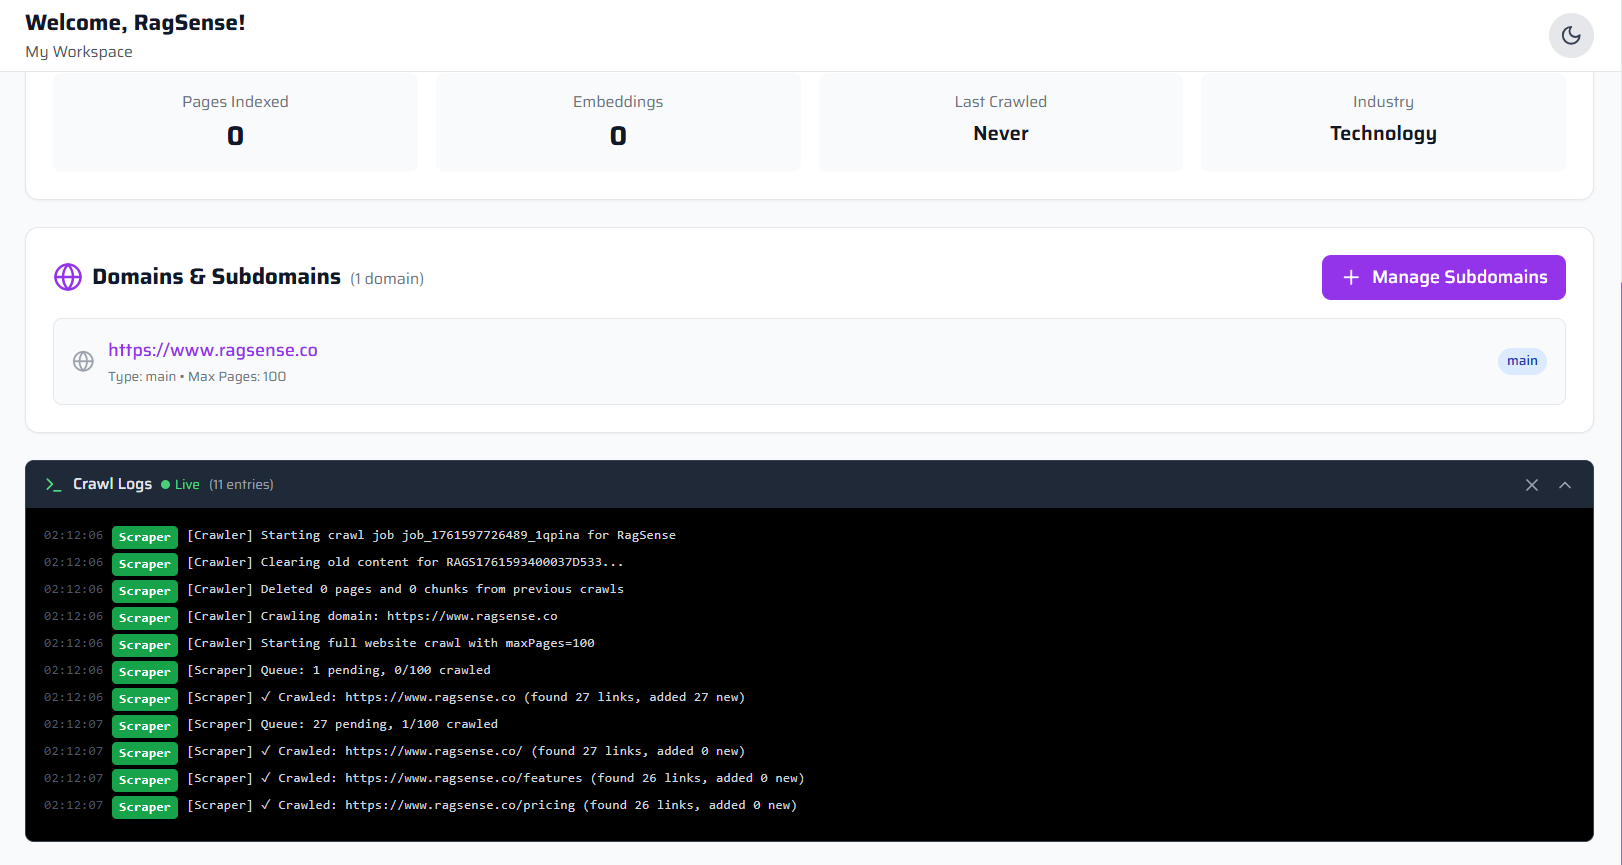 Welcome, RagSense!
My Workspace
Pages Indexed
0
Embeddings
0
Last Crawled
Never
Industry
Technology
Domains & Subdomains (1 domain)
+ Manage Subdomains
https://www.ragsense.co
Type: main • Max Pages: 100
main
>_ Crawl Logs ● Live (11 entries)
02:12:06 Scraper [Crawler] Starting crawl job job_1761597726489_1qpina for RagSense
02:12:06 Scraper [Crawler] Clearing old content for RAGS1761593400037D533...
02:12:06 Scraper [Crawler] Deleted 0 pages and 0 chunks from previous crawls
02:12:06 Scraper [Crawler] Crawling domain: https://www.ragsense.co
02:12:06 Scraper [Crawler] Starting full website crawl with maxPages=100
02:12:06 Scraper [Scraper] Queue: 1 pending, 0/100 crawled
02:12:06 Scraper [Scraper] ✓ Crawled: https://www.ragsense.co (found 27 links, added 27 new)
02:12:07 Scraper [Scraper] Queue: 27 pending, 1/100 crawled
02:12:07 Scraper [Scraper] ✓ Crawled: https://www.ragsense.co/ (found 27 links, added 0 new)
02:12:07 Scraper [Scraper] ✓ Crawled: https://www.ragsense.co/features (found 26 links, added 0 new)
02:12:07 Scraper [Scraper] ✓ Crawled: https://www.ragsense.co/pricing (found 26 links, added 0 new)